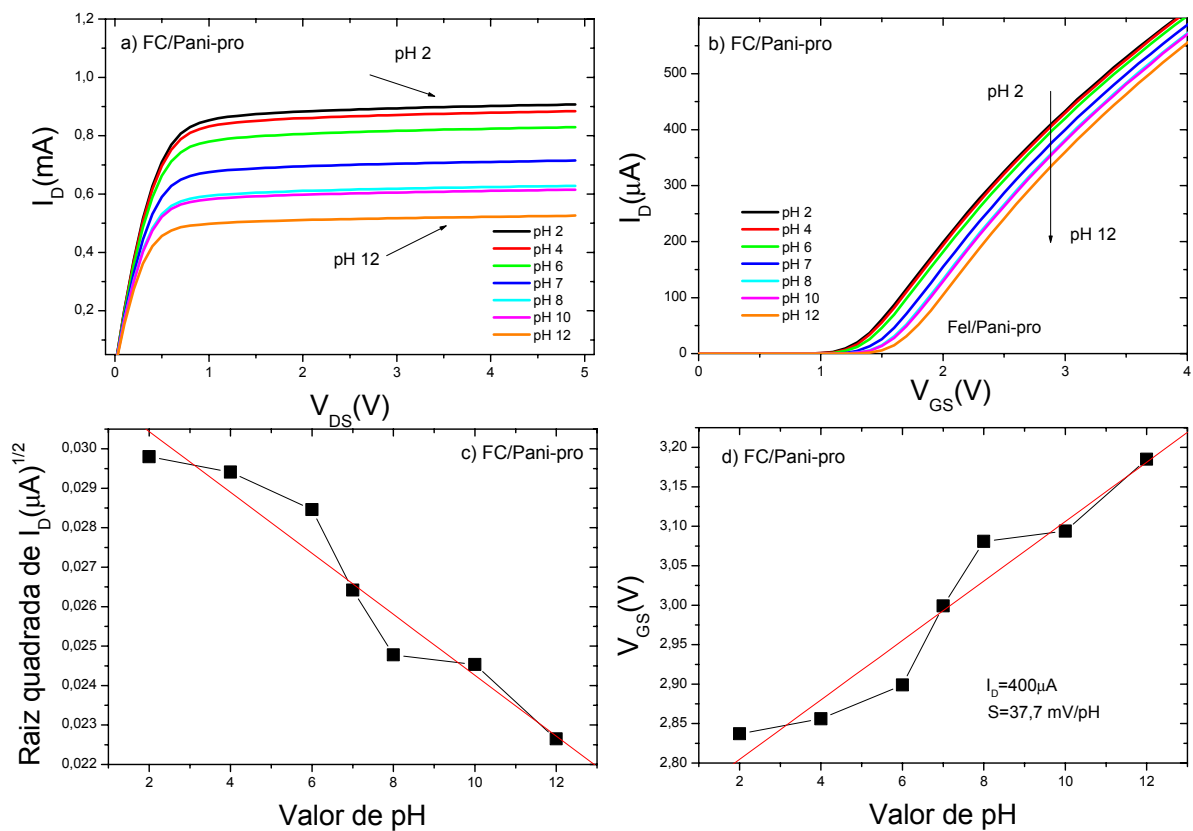 a) FC/Pani-pro
I_D(mA)
1,2
1,0
0,8
0,6
0,4
0,2
pH 2
pH 12
pH 2
pH 4
pH 6
pH 7
pH 8
pH 10
pH 12
0
1
2
3
4
5
V_DS(V)
b) FC/Pani-pro
I_D(μA)
500
400
300
200
100
0
pH 2
pH 12
pH 2
pH 4
pH 6
pH 7
pH 8
pH 10
pH 12
Fel/Pani-pro
0
1
2
3
4
V_GS(V)
c) FC/Pani-pro
Raiz quadrada de I_D(μA)^1/2
0,030
0,029
0,028
0,027
0,026
0,025
0,024
0,023
0,022
2
4
6
8
10
12
Valor de pH
d) FC/Pani-pro
V_GS(V)
3,20
3,15
3,10
3,05
3,00
2,95
2,90
2,85
2,80
I_D=400μA
S=37,7 mV/pH
2
4
6
8
10
12
Valor de pH